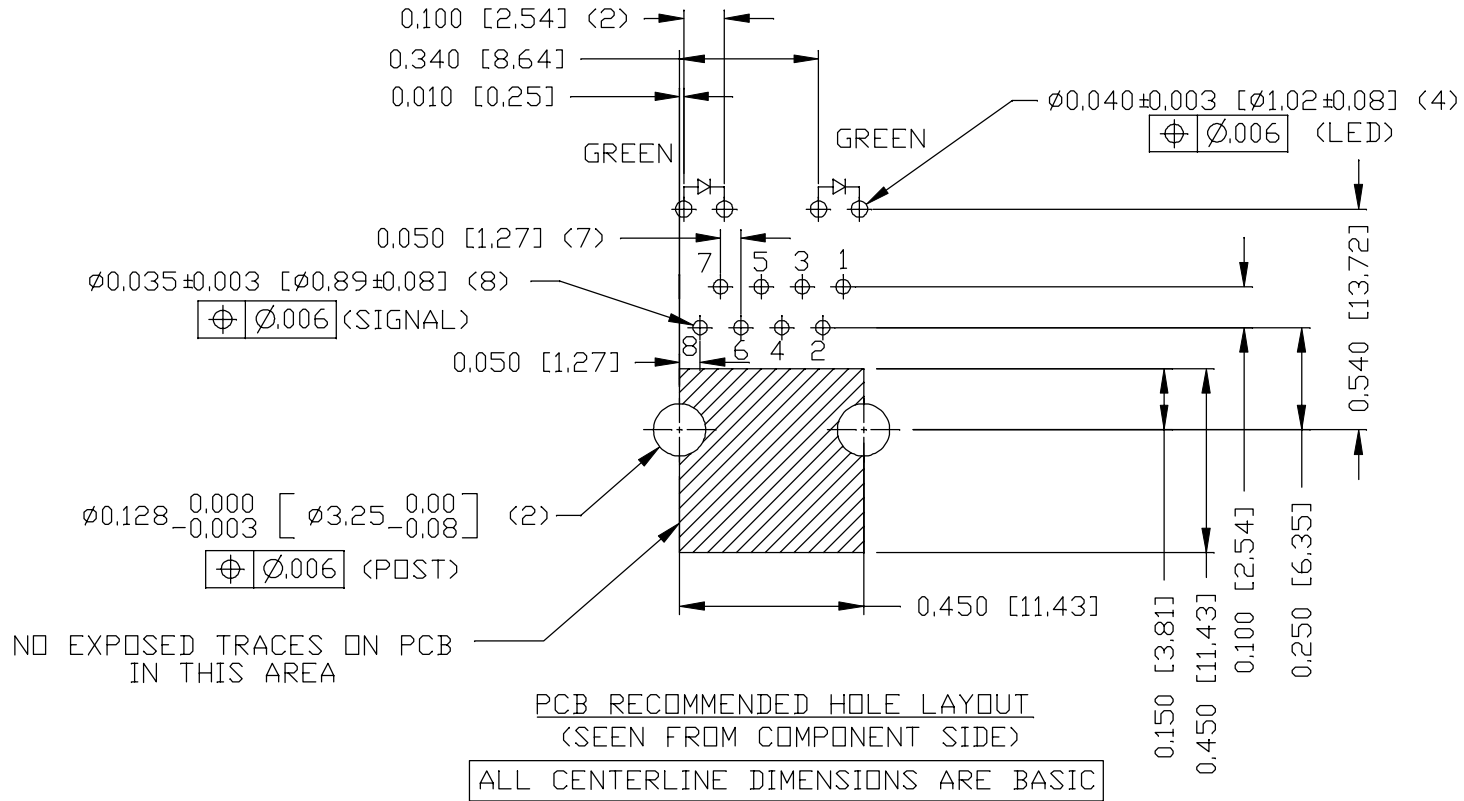 0.100 [2.54] (2)
0.340 [8.64]
0.010 [0.25]
Ø0.040±0.003 [Ø1.02±0.08] (4)
⌖ Ø.006 (LED)
GREEN
GREEN
0.050 [1.27] (7)
7 5 3 1
Ø0.035±0.003 [Ø0.89±0.08] (8)
⌖ Ø.006 (SIGNAL)
8 6 4 2
0.050 [1.27]
0.540 [13.72]
Ø0.128 0.000 -0.003 [Ø3.25 0.00 -0.08] (2)
⌖ Ø.006 (POST)
0.450 [11.43]
0.150 [3.81]
0.450 [11.43]
0.100 [2.54]
0.250 [6.35]
NO EXPOSED TRACES ON PCB
IN THIS AREA
PCB RECOMMENDED HOLE LAYOUT
(SEEN FROM COMPONENT SIDE)
ALL CENTERLINE DIMENSIONS ARE BASIC